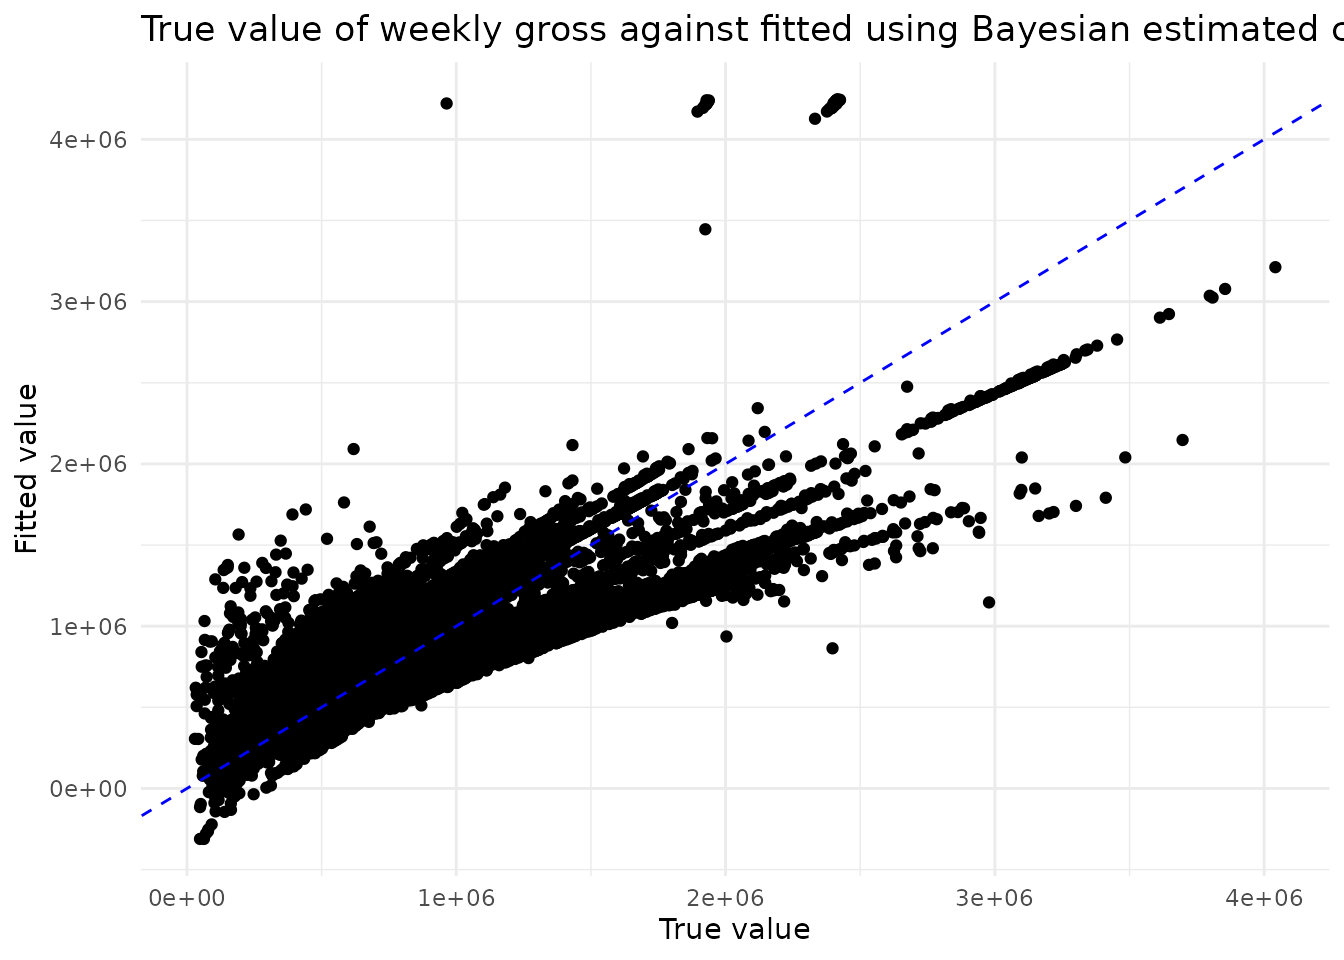 True value of weekly gross against fitted using Bayesian estimated
4e+06
3e+06
2e+06
1e+06
0e+00
Fitted value
0e+00 1e+06 2e+06 3e+06 4e+06
True value